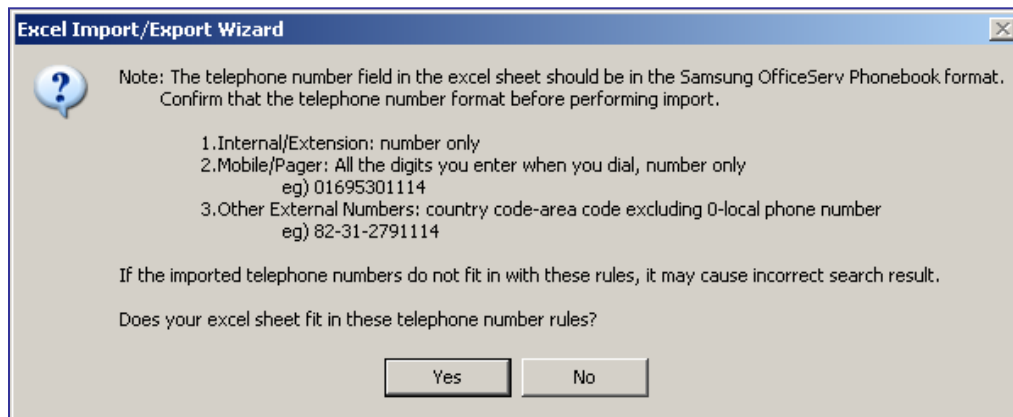 Excel Import/Export Wizard
Note: The telephone number field in the excel sheet should be in the Samsung OfficeServ Phonebook format.
Confirm that the telephone number format before performing import.
1.Internal/Extension: number only
2.Mobile/Pager: All the digits you enter when you dial, number only
eg) 01695301114
3.Other External Numbers: country code-area code excluding 0-local phone number
eg) 82-31-2791114
If the imported telephone numbers do not fit in with these rules, it may cause incorrect search result.
Does your excel sheet fit in these telephone number rules?
Yes No